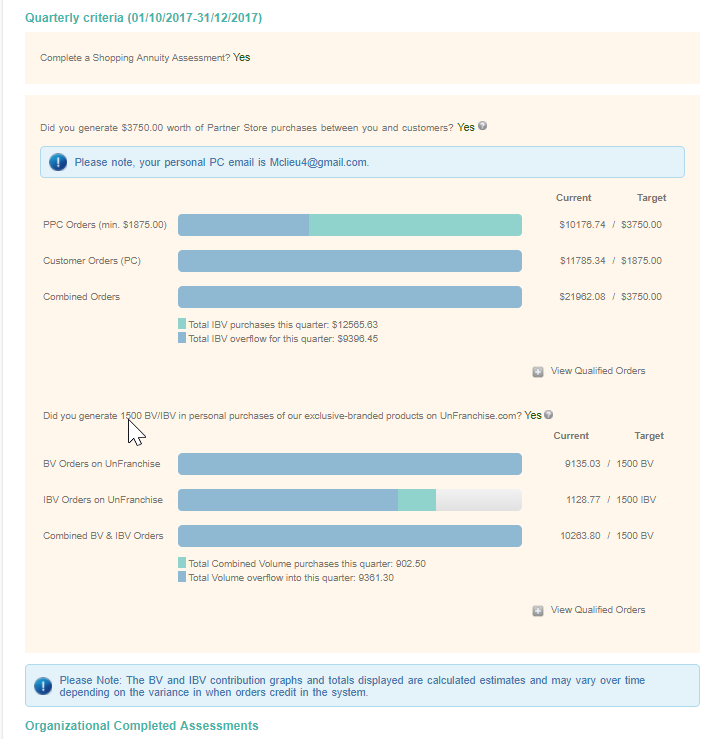 Quarterly criteria (01/10/2017-31/12/2017)
Complete a Shopping Annuity Assessment? Yes
Did you generate $3750.00 worth of Partner Store purchases between you and customers? Yes ?
! Please note, your personal PC email is Mclieu4@gmail.com.
Current Target
PPC Orders (min. $1875.00) $10176.74 / $3750.00
Customer Orders (PC) $11785.34 / $1875.00
Combined Orders $21962.08 / $3750.00
Total IBV purchases this quarter: $12565.63
Total IBV overflow for this quarter: $9396.45
+ View Qualified Orders
Did you generate 1500 BV/IBV in personal purchases of our exclusive-branded products on UnFranchise.com? Yes ?
Current Target
BV Orders on UnFranchise 9135.03 / 1500 BV
IBV Orders on UnFranchise 1128.77 / 1500 IBV
Combined BV & IBV Orders 10263.80 / 1500 BV
Total Combined Volume purchases this quarter: 902.50
Total Volume overflow into this quarter: 9361.30
+ View Qualified Orders
! Please Note: The BV and IBV contribution graphs and totals displayed are calculated estimates and may vary over time
depending on the variance in when orders credit in the system.
Organizational Completed Assessments